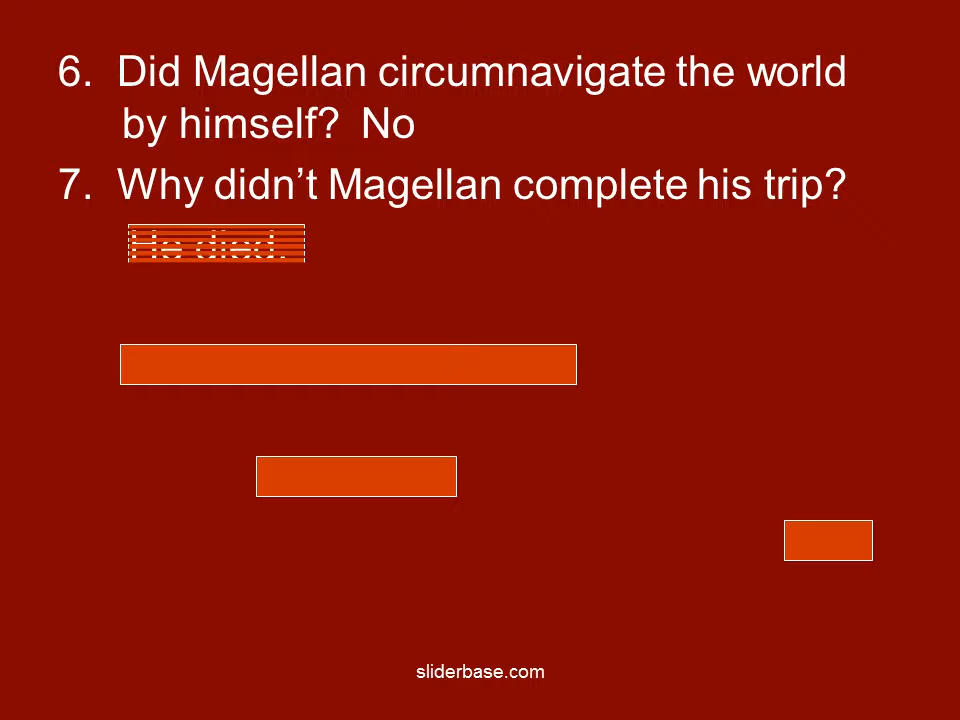 6. Did Magellan circumnavigate the world
by himself? No
7. Why didn’t Magellan complete his trip?
He died.
sliderbase.com